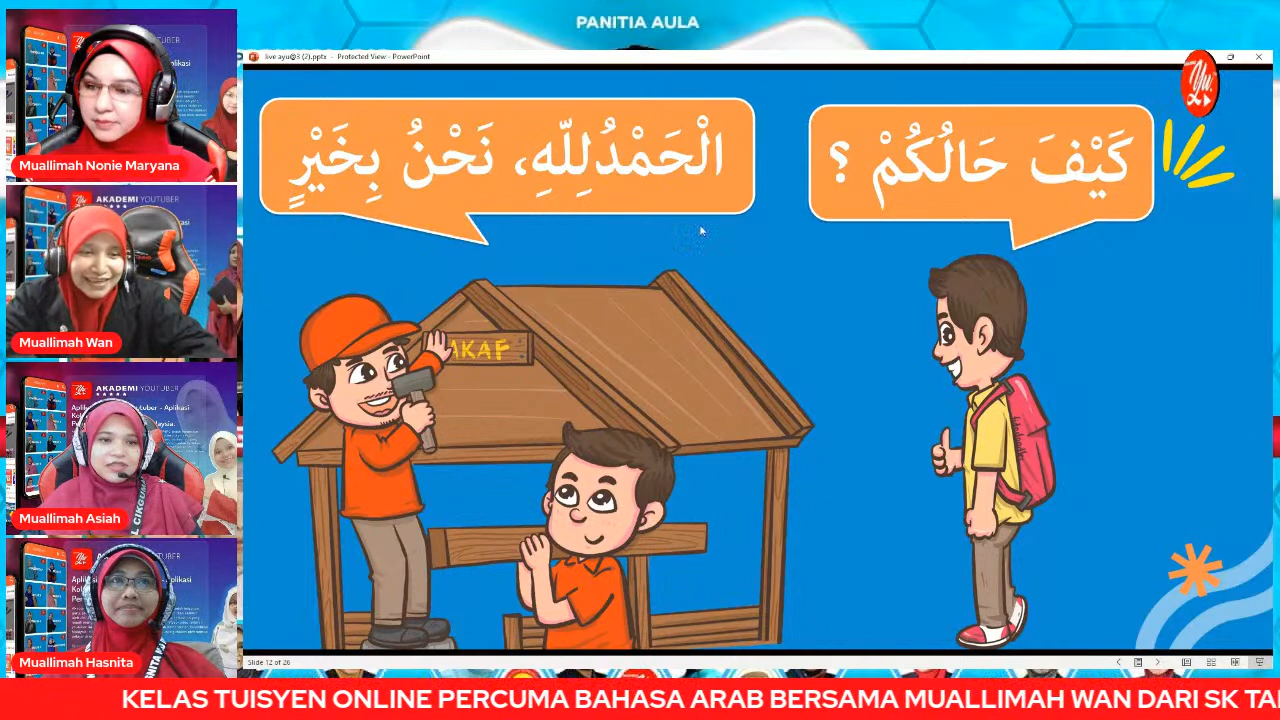 PANITIA AULA
live ayu@3 (2).pptx - Protected View - PowerPoint
الْحَمْدُلِلّهِ، نَحْنُ بِخَيْرٍ
كَيْفَ حَالُكُمْ ؟
AKAF
Muallimah Nonie Maryana
AKADEMI YOUTUBER
Muallimah Wan
AKADEMI YOUTUBER
Muallimah Asiah
Muallimah Hasnita
Slide 12 of 26
KELAS TUISYEN ONLINE PERCUMA BAHASA ARAB BERSAMA MUALLIMAH WAN DARI SK